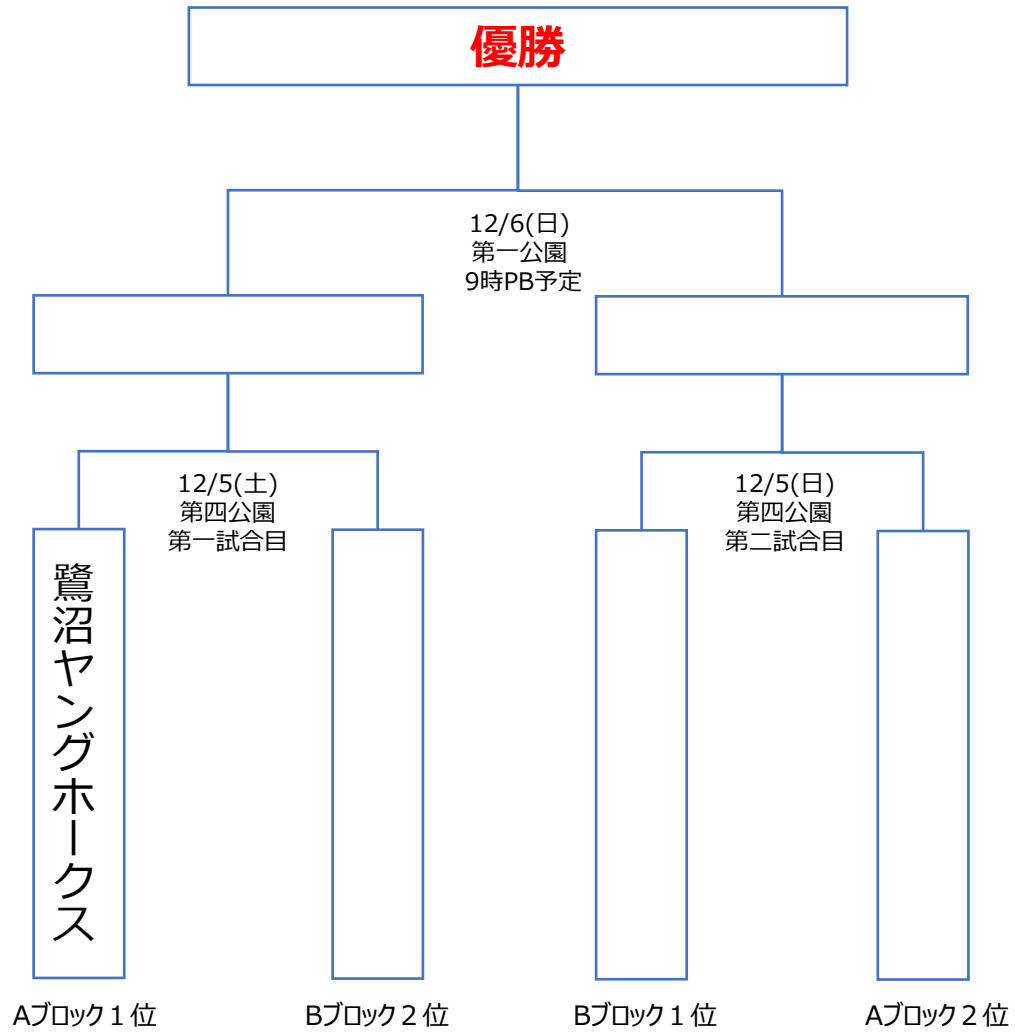 優勝
12/6(日)
第一公園
9時PB予定
12/5(土)
第四公園
第一試合目
12/5(日)
第四公園
第二試合目
鷺沼ヤングホークス
Aブロック１位
Bブロック２位
Bブロック１位
Aブロック２位